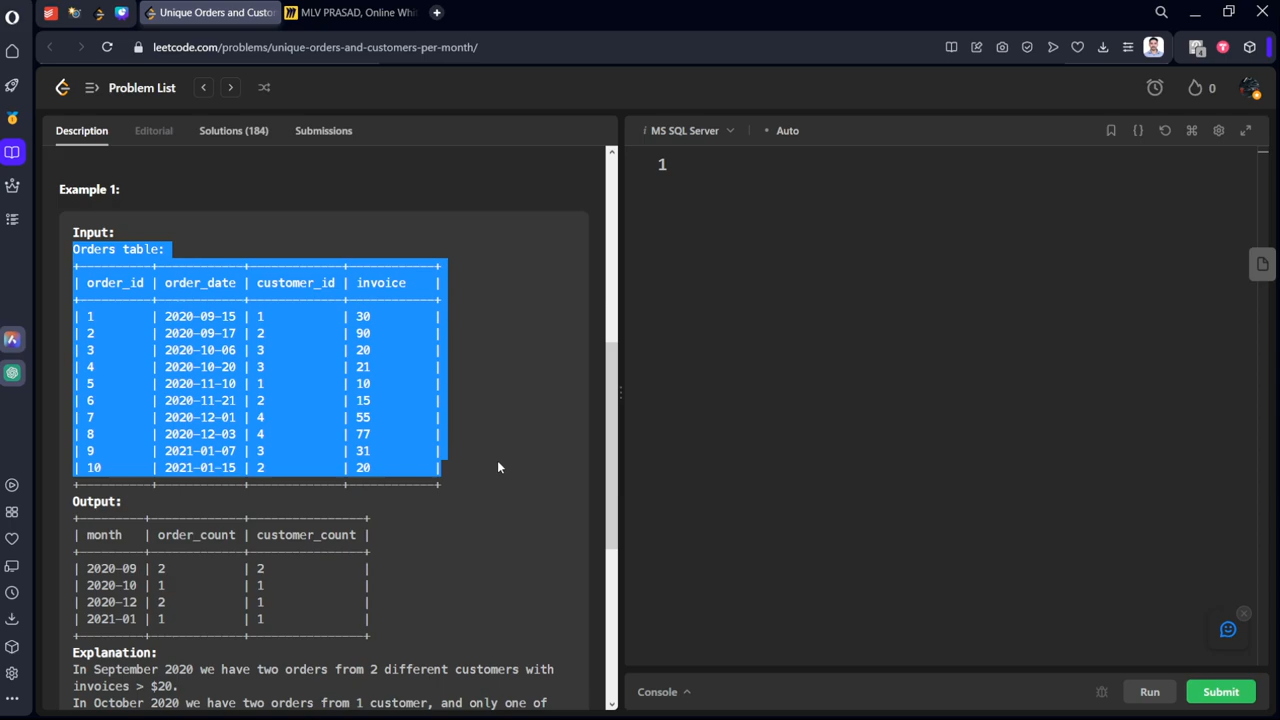 Unique Orders and Custon
MLV PRASAD, Online Whit
leetcode.com/problems/unique-orders-and-customers-per-month/
4
Problem List
0
Description
Editorial
Solutions (184)
Submissions
MS SQL Server
• Auto
1
Example 1:
Input:
Orders table:
+----------+------------+-------------+------------+
| order_id | order_date | customer_id | invoice |
+----------+------------+-------------+------------+
| 1 | 2020-09-15 | 1 | 30 |
| 2 | 2020-09-17 | 2 | 90 |
| 3 | 2020-10-06 | 3 | 20 |
| 4 | 2020-10-20 | 3 | 21 |
| 5 | 2020-11-10 | 1 | 10 |
| 6 | 2020-11-21 | 2 | 15 |
| 7 | 2020-12-01 | 4 | 55 |
| 8 | 2020-12-03 | 4 | 77 |
| 9 | 2021-01-07 | 3 | 31 |
| 10 | 2021-01-15 | 2 | 20 |
+----------+------------+-------------+------------+
Output:
+---------+-------------+----------------+
| month | order_count | customer_count |
+---------+-------------+----------------+
| 2020-09 | 2 | 2 |
| 2020-10 | 1 | 1 |
| 2020-12 | 2 | 1 |
| 2021-01 | 1 | 1 |
+---------+-------------+----------------+
Explanation:
In September 2020 we have two orders from 2 different customers with
invoices > $20.
In October 2020 we have two orders from 1 customer, and only one of
Console
Run
Submit